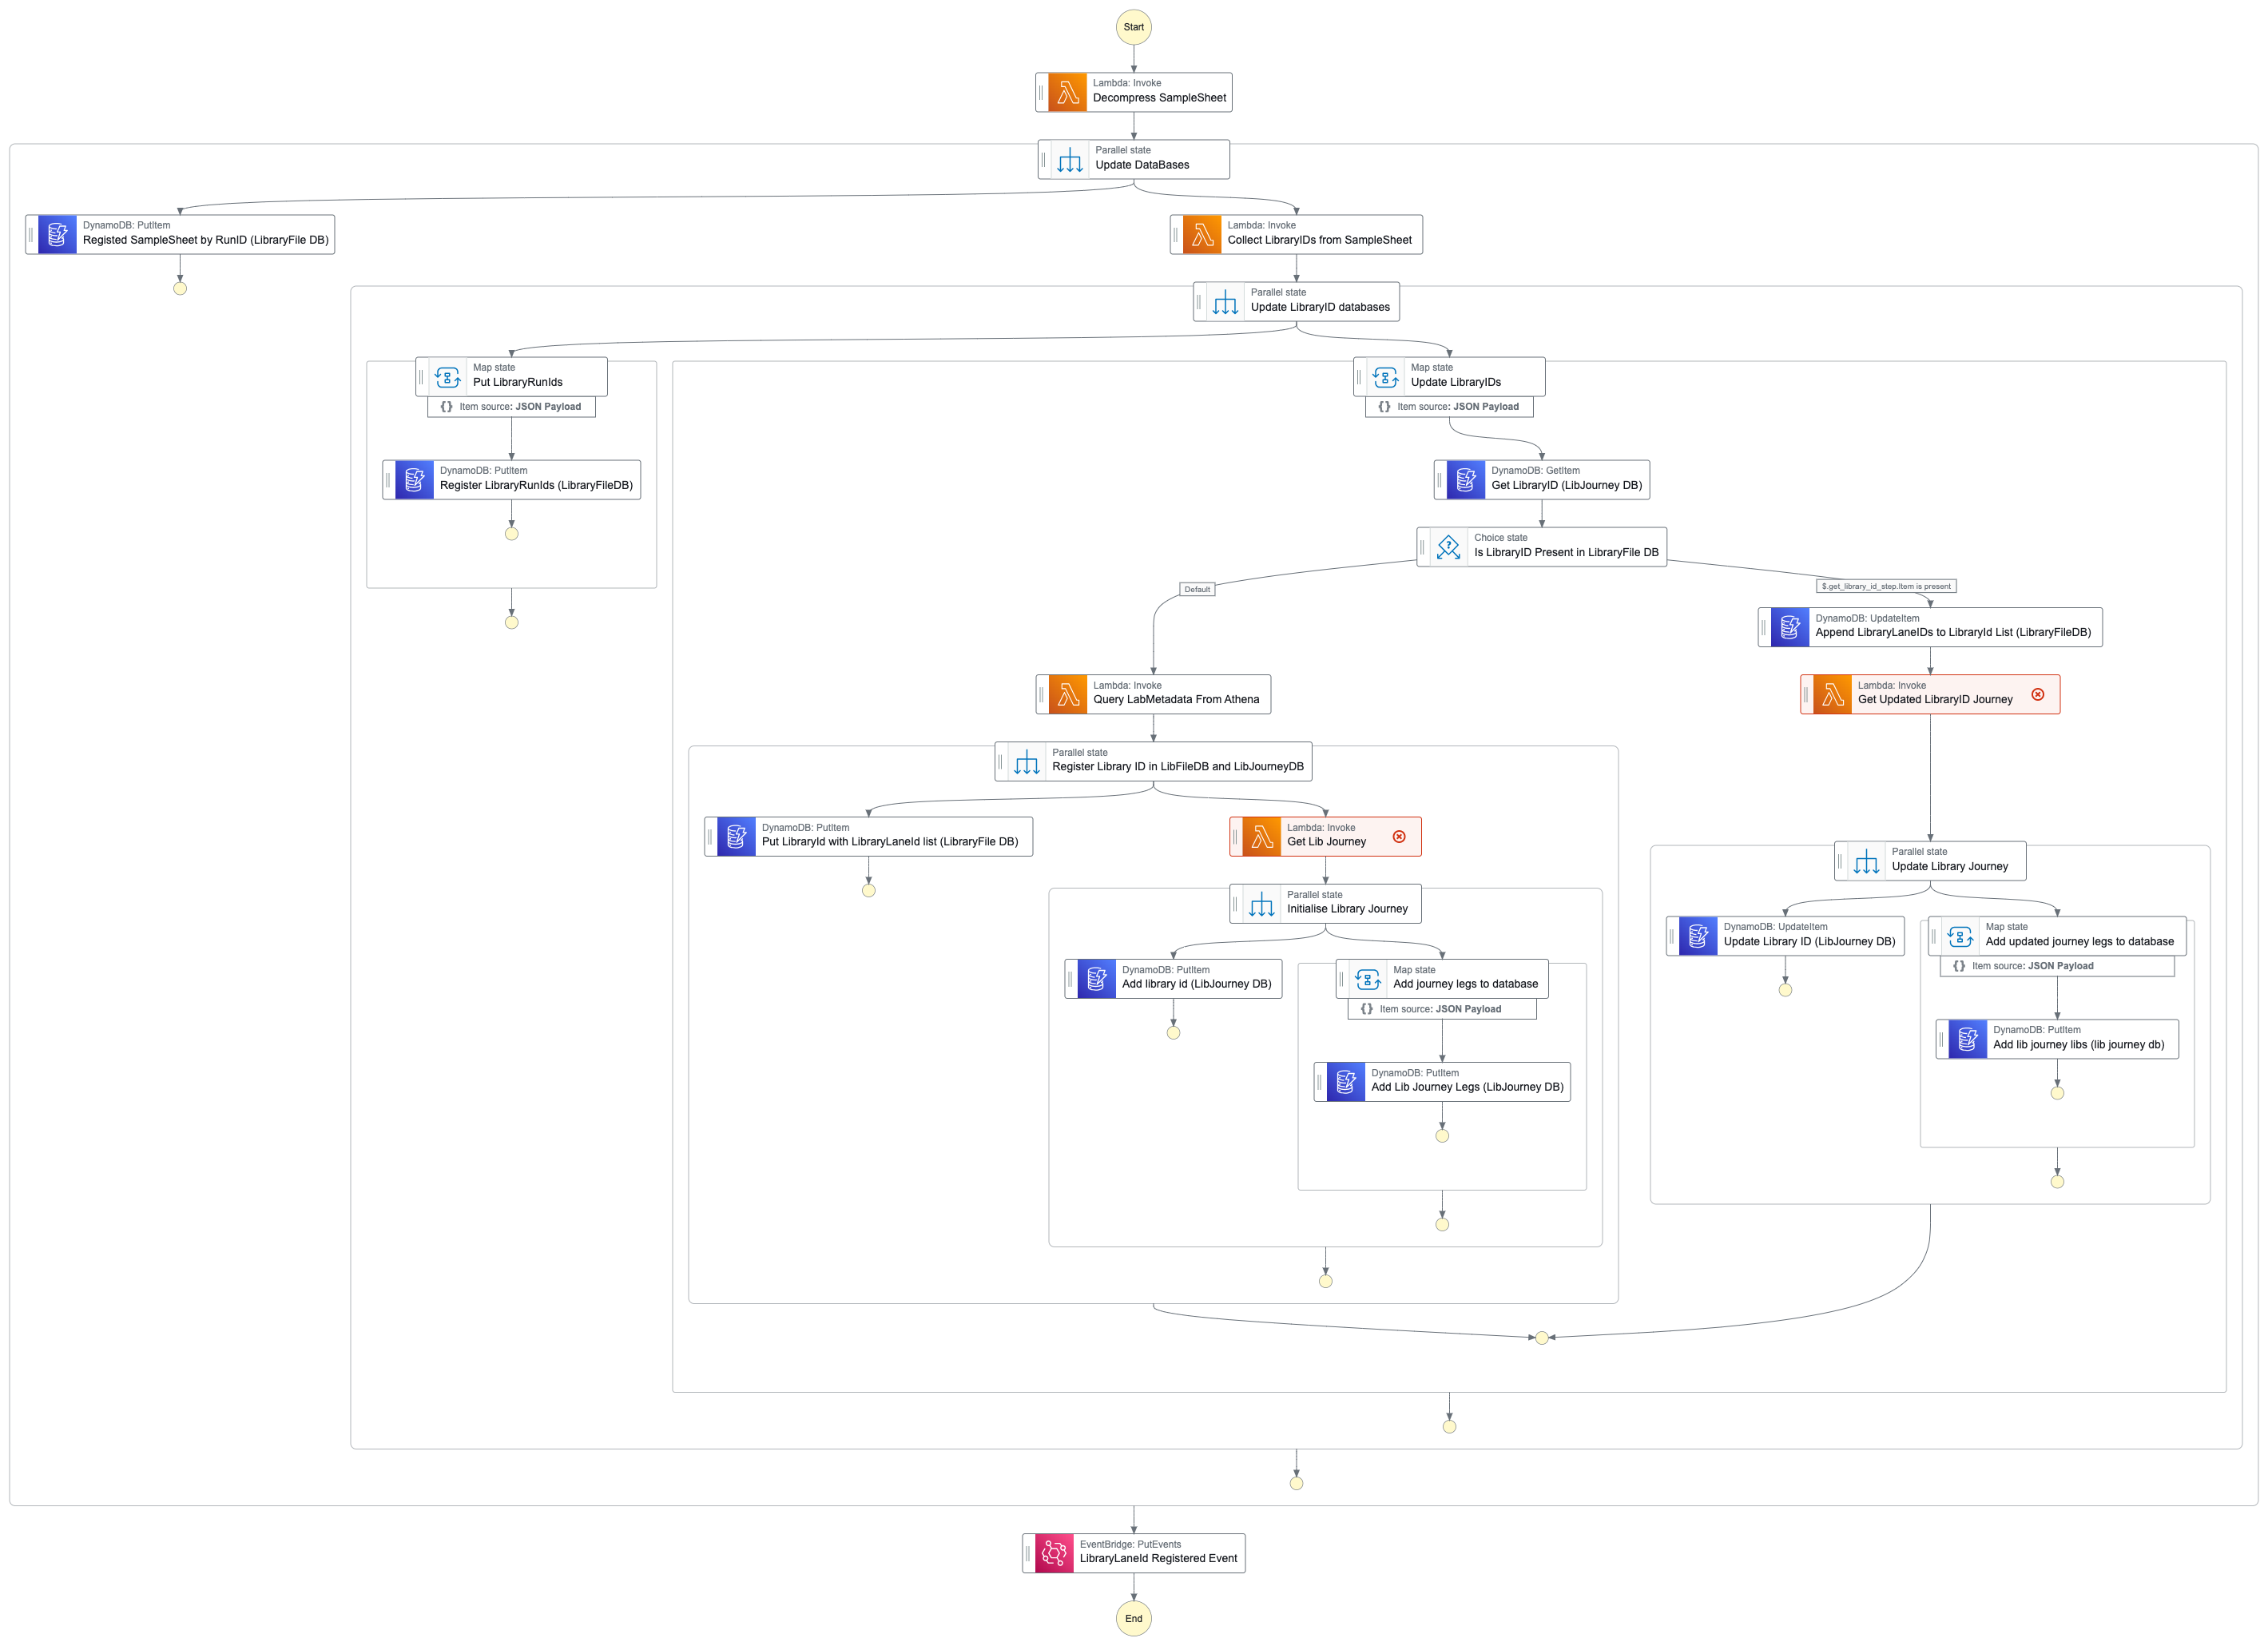 Start
Lambda: Invoke
Decompress SampleSheet
Parallel state
Update DataBases
DynamoDB: PutItem
Registed SampleSheet by RunID (LibraryFile DB)
Lambda: Invoke
Collect LibraryIDs from SampleSheet
Parallel state
Update LibraryID databases
Map state
Put LibraryRunIds
{} Item source: JSON Payload
Map state
Update LibraryIDs
{} Item source: JSON Payload
DynamoDB: PutItem
Register LibraryRunIds (LibraryFileDB)
DynamoDB: GetItem
Get LibraryID (LibJourney DB)
Choice state
Is LibraryID Present in LibraryFile DB
Default
$.get_library_id_step.Item is present
DynamoDB: UpdateItem
Append LibraryLaneIDs to LibraryId List (LibraryFileDB)
Lambda: Invoke
Query LabMetadata From Athena
Lambda: Invoke
Get Updated LibraryID Journey
Parallel state
Register Library ID in LibFileDB and LibJourneyDB
DynamoDB: PutItem
Put LibraryId with LibraryLaneId list (LibraryFile DB)
Lambda: Invoke
Get Lib Journey
Parallel state
Update Library Journey
Parallel state
Initialise Library Journey
DynamoDB: UpdateItem
Update Library ID (LibJourney DB)
Map state
Add updated journey legs to database
{} Item source: JSON Payload
DynamoDB: PutItem
Add library id (LibJourney DB)
Map state
Add journey legs to database
{} Item source: JSON Payload
DynamoDB: PutItem
Add lib journey libs (lib journey db)
DynamoDB: PutItem
Add Lib Journey Legs (LibJourney DB)
EventBridge: PutEvents
LibraryLaneId Registered Event
End